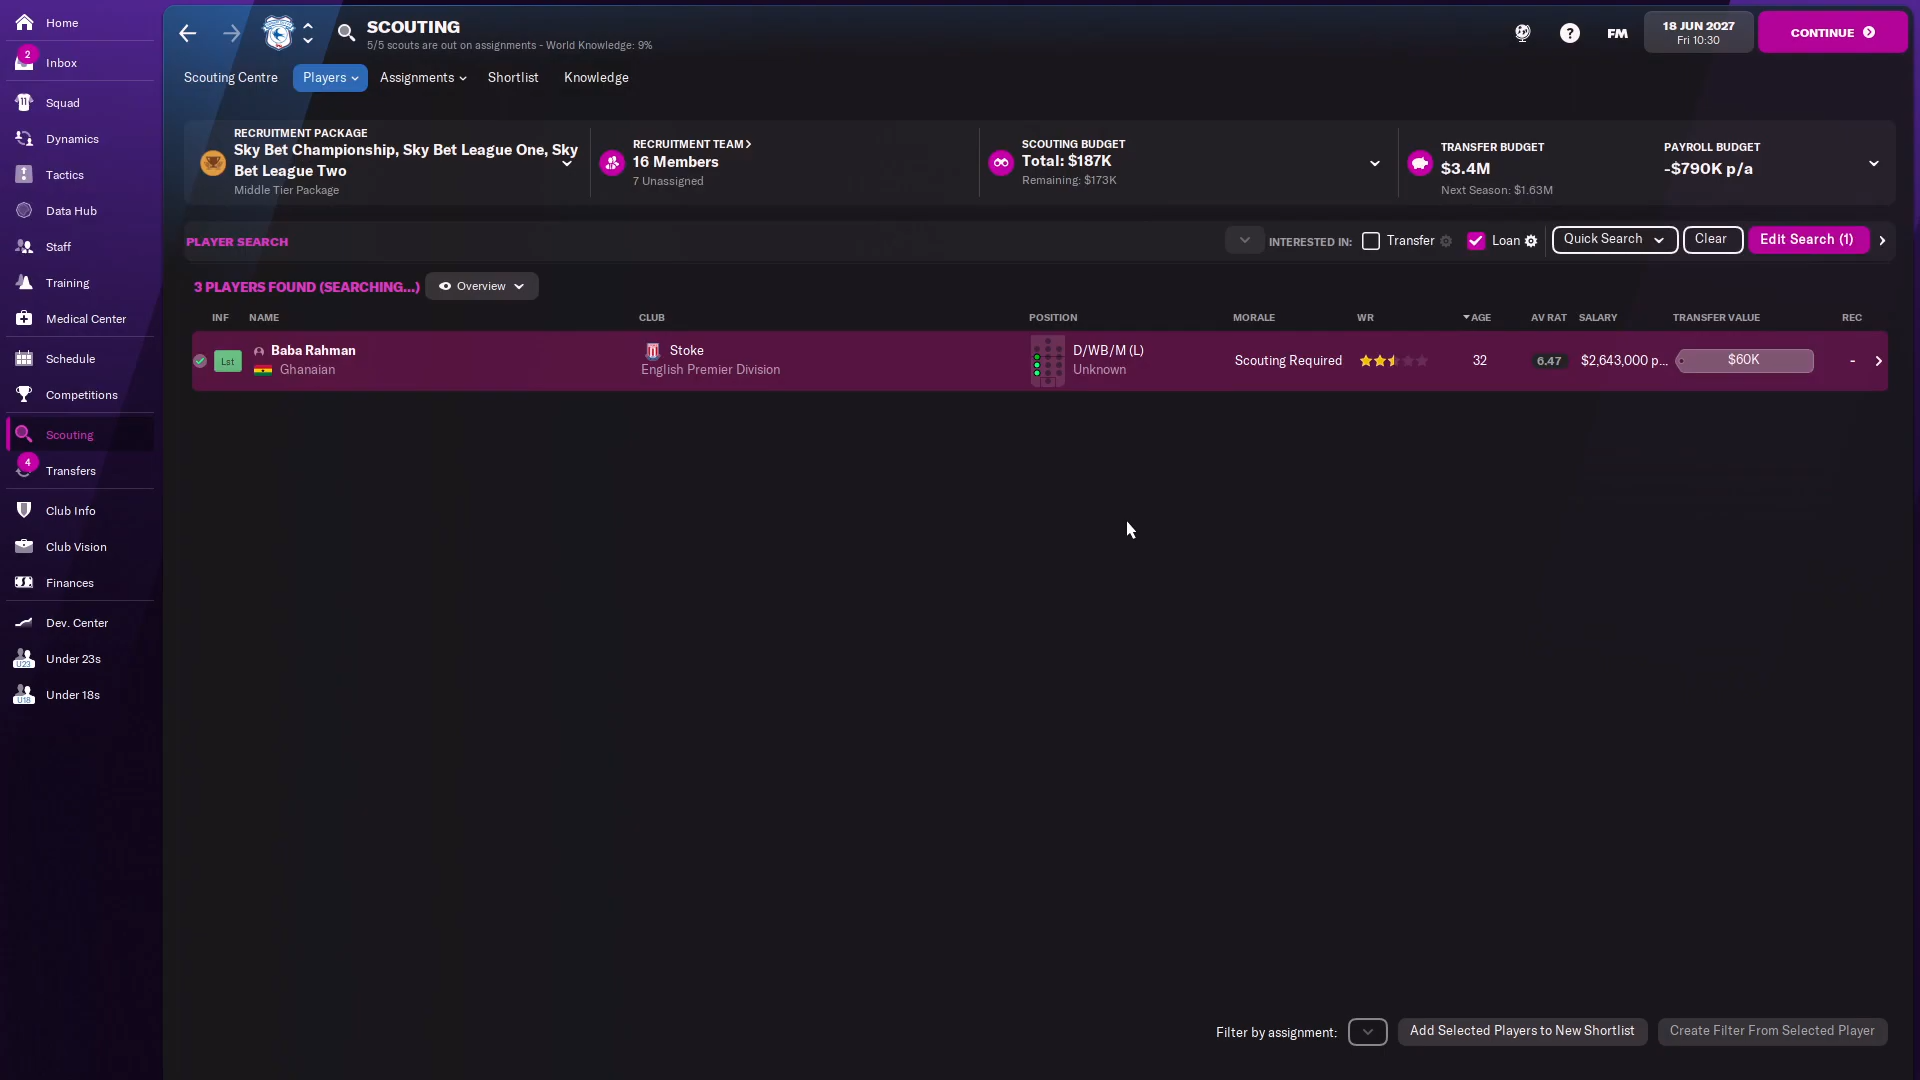 Home
2
Inbox
Squad
Dynamics
Tactics
Data Hub
Staff
Training
Medical Center
Schedule
Competitions
Scouting
4
Transfers
Club Info
Club Vision
Finances
Dev. Center
U23
Under 23s
U18
Under 18s
SCOUTING
5/5 scouts are out on assignments - World Knowledge: 9%
FM
18 JUN 2027
Fri 10:30
CONTINUE
Scouting Centre
Players
Assignments
Shortlist
Knowledge
RECRUITMENT PACKAGE
Sky Bet Championship, Sky Bet League One, Sky
Bet League Two
Middle Tier Package
RECRUITMENT TEAM
16 Members
7 Unassigned
SCOUTING BUDGET
Total: $187K
Remaining: $173K
TRANSFER BUDGET
$3.4M
Next Season: $1.63M
PAYROLL BUDGET
-$790K p/a
PLAYER SEARCH
INTERESTED IN:
Transfer
Loan
Quick Search
Clear
Edit Search (1)
3 PLAYERS FOUND (SEARCHING...)
Overview
INF NAME CLUB POSITION MORALE WR AGE AV RAT SALARY TRANSFER VALUE REC
Lst
Baba Rahman
Ghanaian
Stoke
English Premier Division
D/WB/M (L)
Unknown
Scouting Required
32
6.47
$2,643,000 p...
$60K
-
Filter by assignment:
Add Selected Players to New Shortlist
Create Filter From Selected Player